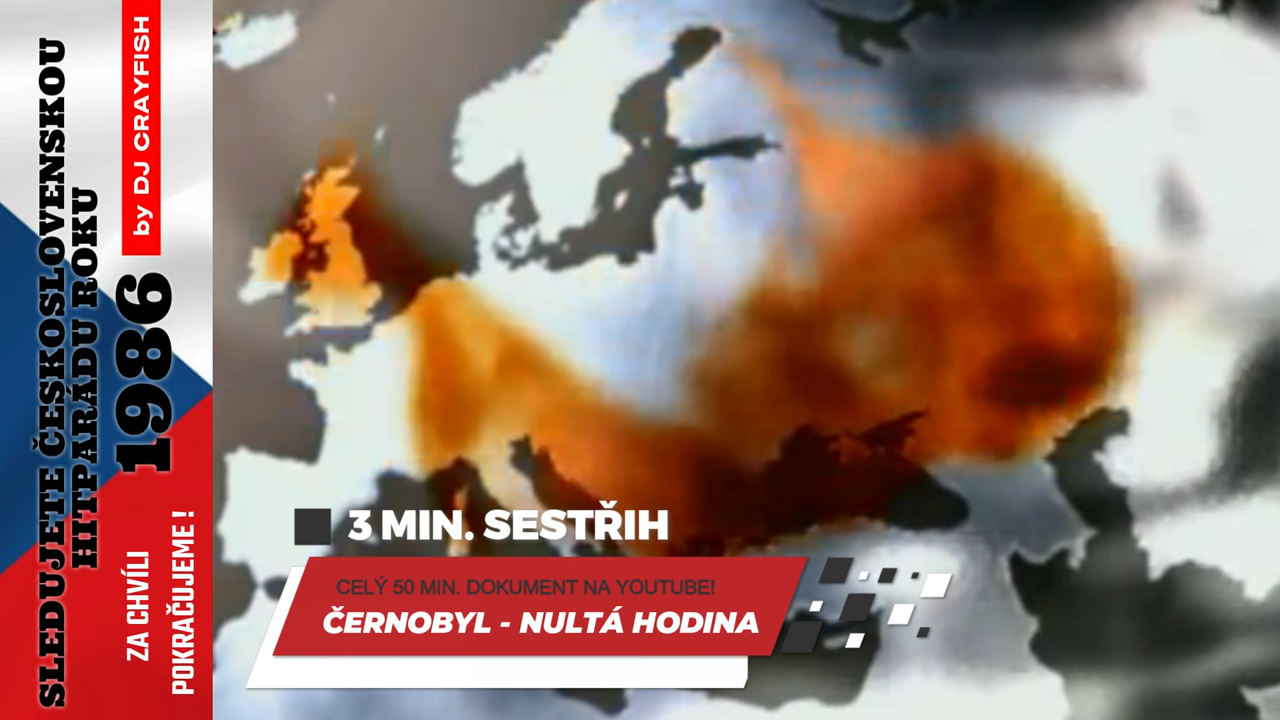 SLEDUJETE ČESKOSLOVENSKOU
HITPARÁDU ROKU
1986
by DJ CRAYFISH
ZA CHVÍLI
POKRAČUJEME !
3 MIN. SESTŘIH
CELÝ 50 MIN. DOKUMENT NA YOUTUBE!
ČERNOBYL - NULTÁ HODINA